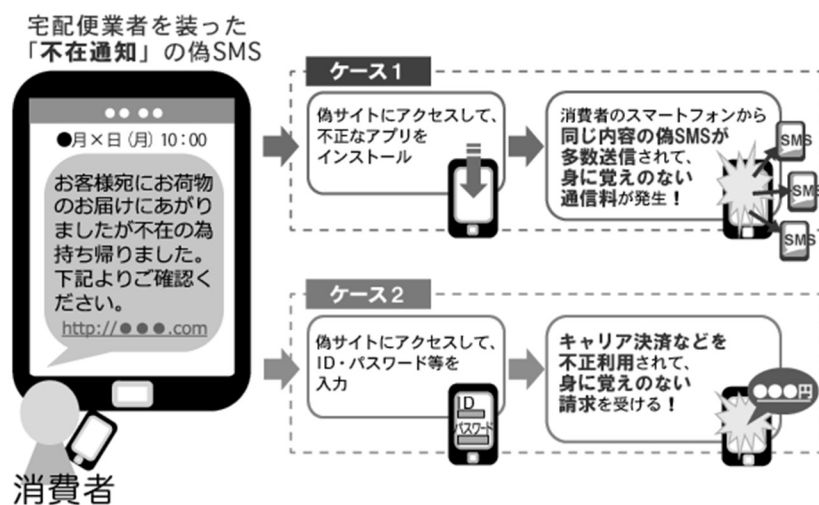 宅配便業者を装った
「不在通知」の偽SMS
●● ●●
●月×日(月) 10:00
お客様宛にお荷物
のお届けにあがり
ましたが不在の為
持ち帰りました。
下記よりご確認く
ださい。
http://●●●.com
消費者
ケース1
偽サイトにアクセスして、
不正なアプリを
インストール
消費者のスマートフォンから
同じ内容の偽SMSが
多数送信されて、
身に覚えのない
通信料が発生！
SMS
SMS
SMS
ケース2
偽サイトにアクセスして、
ID・パスワード等を
入力
ID
パスワード
キャリア決済などを
不正利用されて、
身に覚えのない
請求を受ける！
●●●円